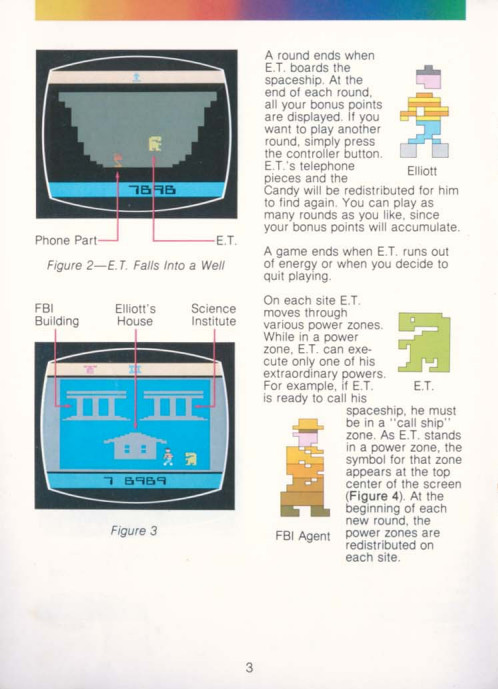 7898
Phone Part
E.T.
Figure 2—E.T. Falls Into a Well
FBI
Building
Elliott's
House
Science
Institute
7 8989
Figure 3
A round ends when
E.T. boards the
spaceship. At the
end of each round,
all your bonus points
are displayed. If you
want to play another
round, simply press
the controller button.
E.T.'s telephone
pieces and the
Candy will be redistributed for him
to find again. You can play as
many rounds as you like, since
your bonus points will accumulate.
Elliott
A game ends when E.T. runs out
of energy or when you decide to
quit playing.
On each site E.T.
moves through
various power zones.
While in a power
zone, E.T. can exe-
cute only one of his
extraordinary powers.
For example, if E.T.
is ready to call his
spaceship, he must
be in a "call ship"
zone. As E.T. stands
in a power zone, the
symbol for that zone
appears at the top
center of the screen
(Figure 4). At the
beginning of each
new round, the
power zones are
redistributed on
each site.
E.T.
FBI Agent
3